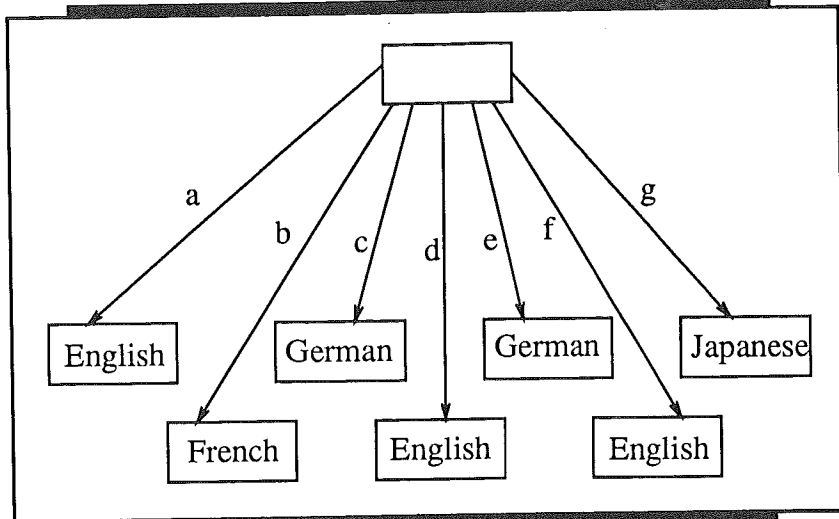 a
b
c
d
e
f
g
English
German
German
Japanese
French
English
English